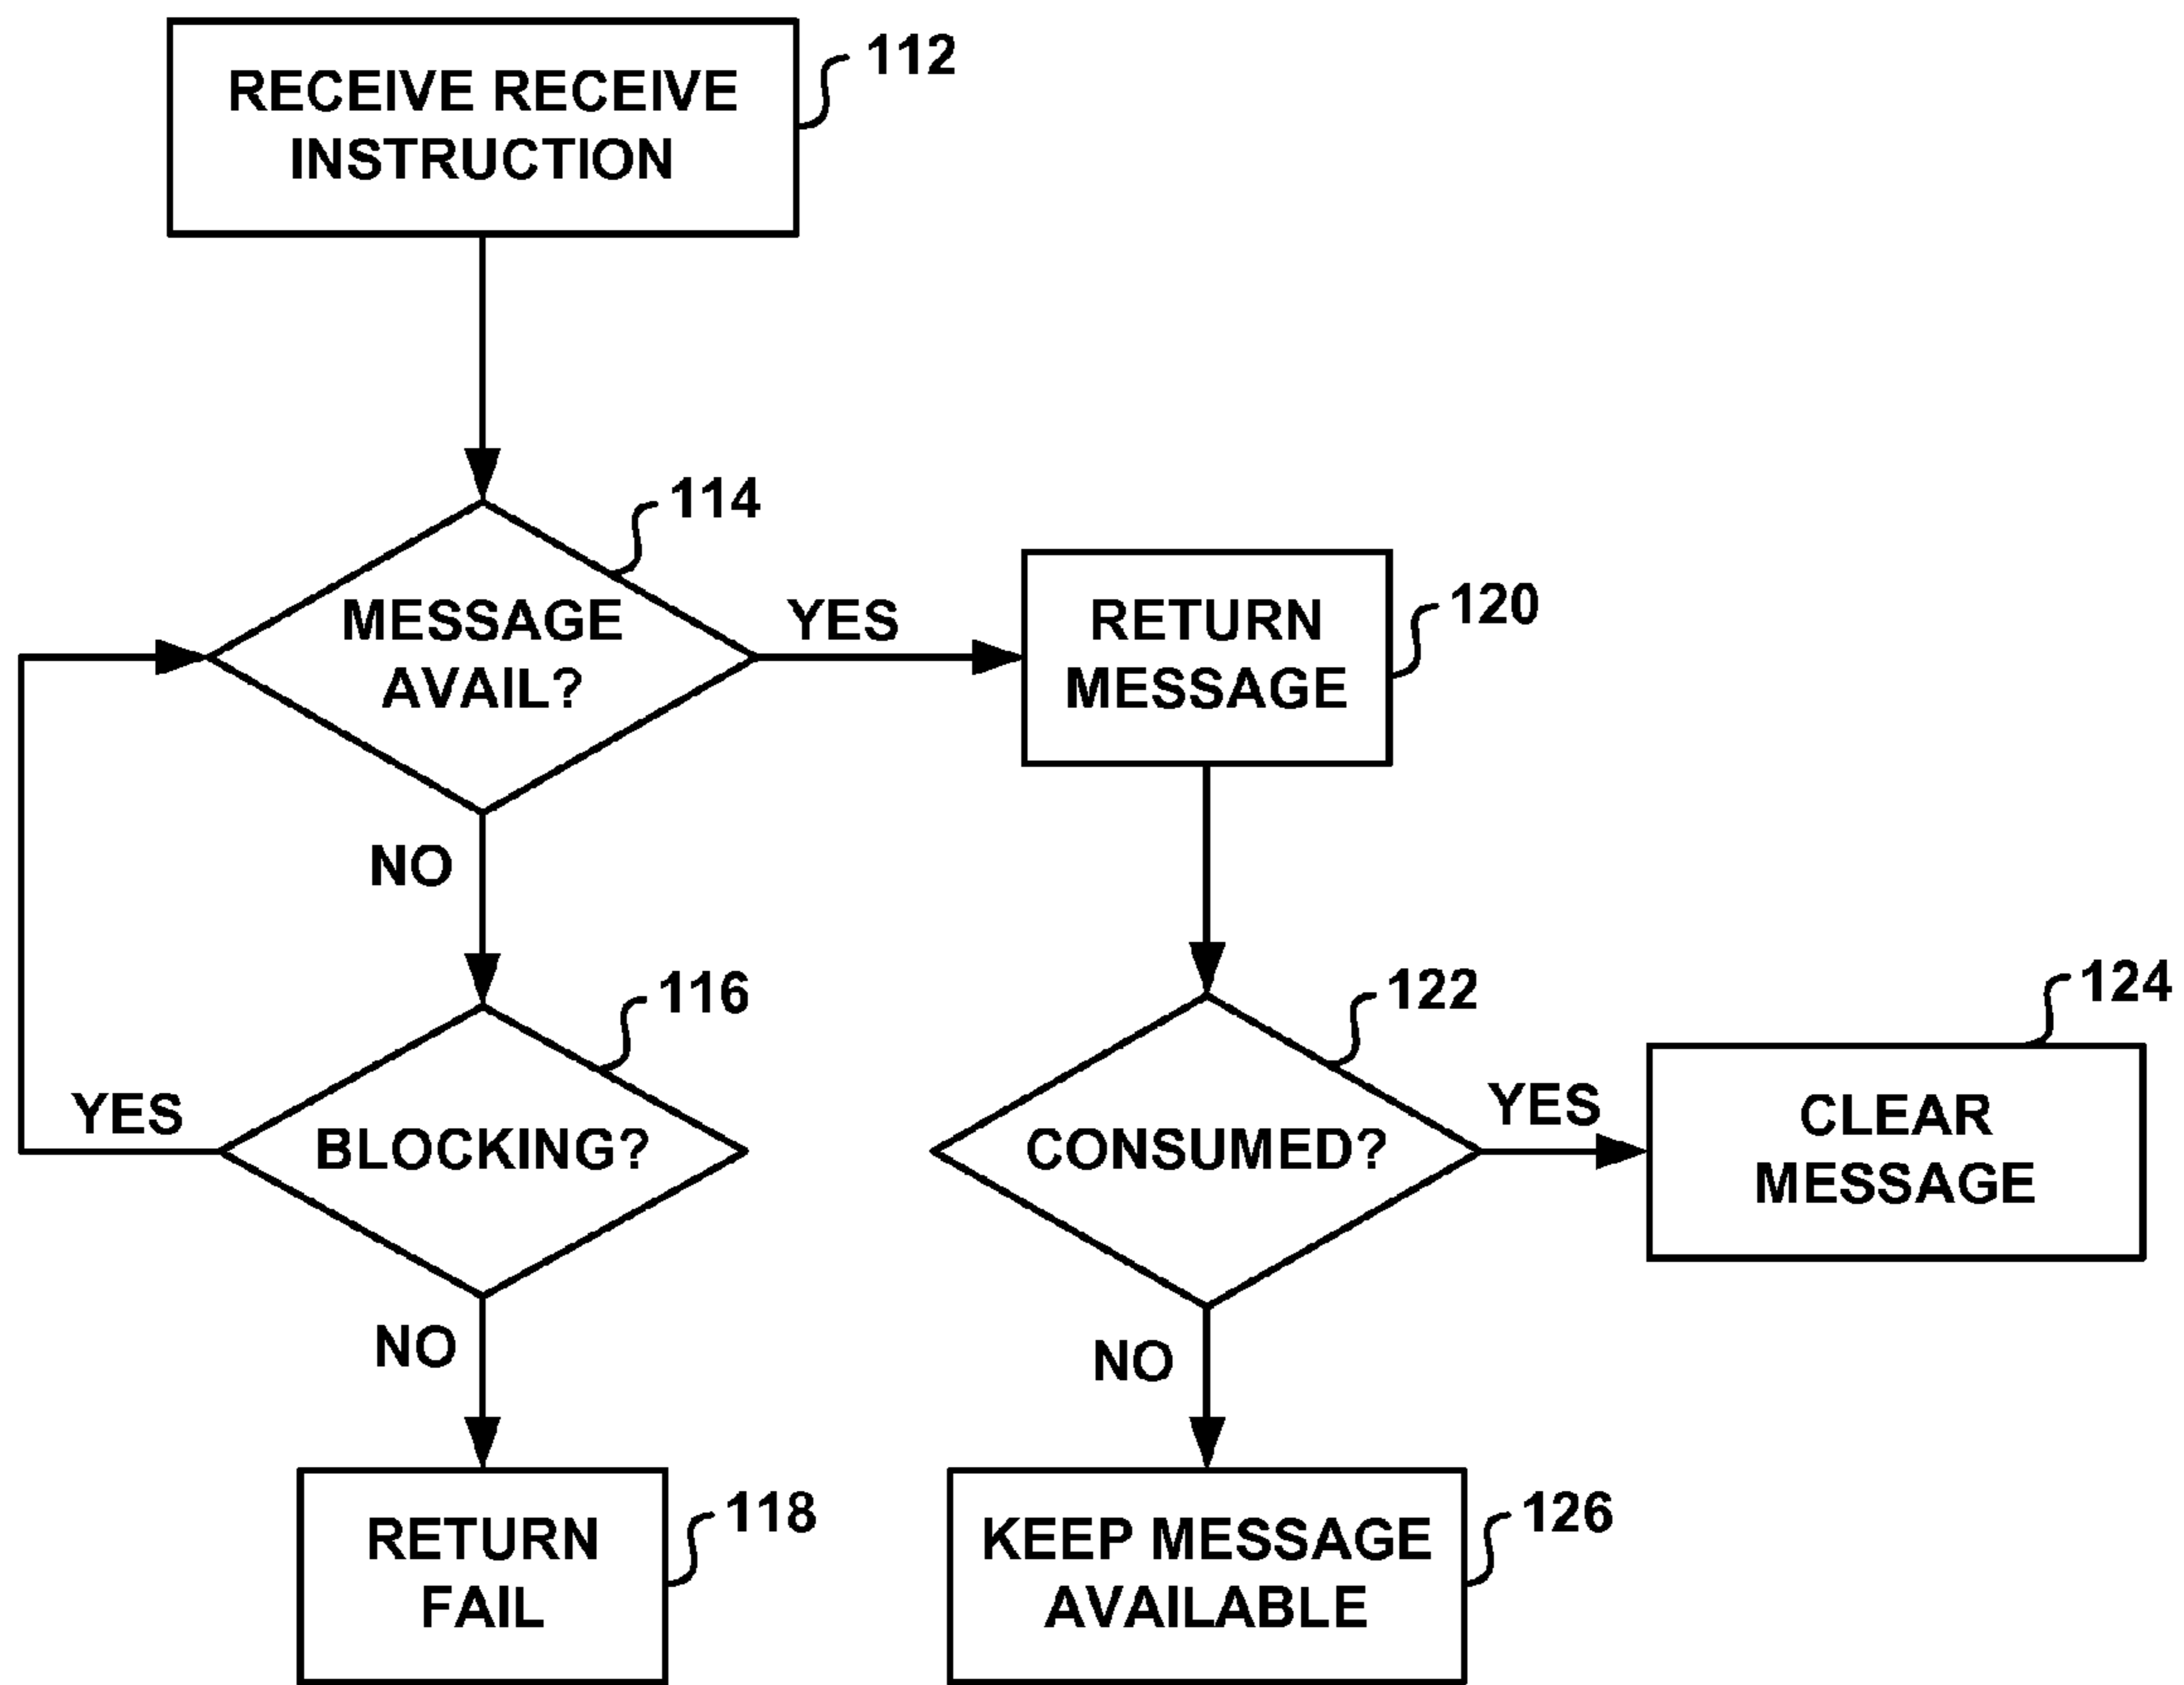 RECEIVE RECEIVE
INSTRUCTION
112
MESSAGE
AVAIL?
114
YES
RETURN
MESSAGE
120
NO
BLOCKING?
116
YES
CONSUMED?
122
YES
CLEAR
MESSAGE
124
NO
RETURN
FAIL
118
NO
KEEP MESSAGE
AVAILABLE
126